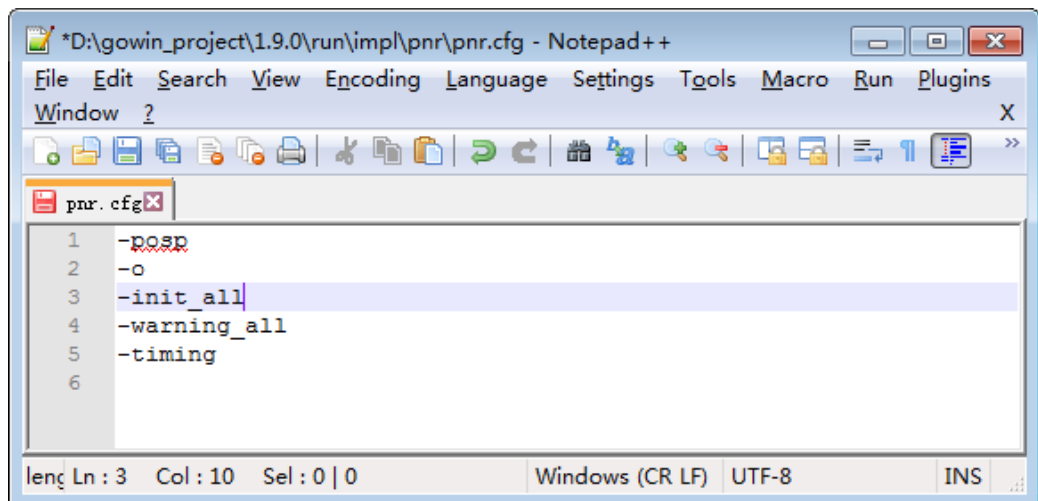 *D:\gowin_project\1.9.0\run\impl\pnr\pnr.cfg - Notepad++
File Edit Search View Encoding Language Settings Tools Macro Run Plugins
Window ? X
pnr.cfg
1 -posp
2 -o
3 -init_all
4 -warning_all
5 -timing
6
leng Ln : 3 Col : 10 Sel : 0 | 0 Windows (CR LF) UTF-8 INS